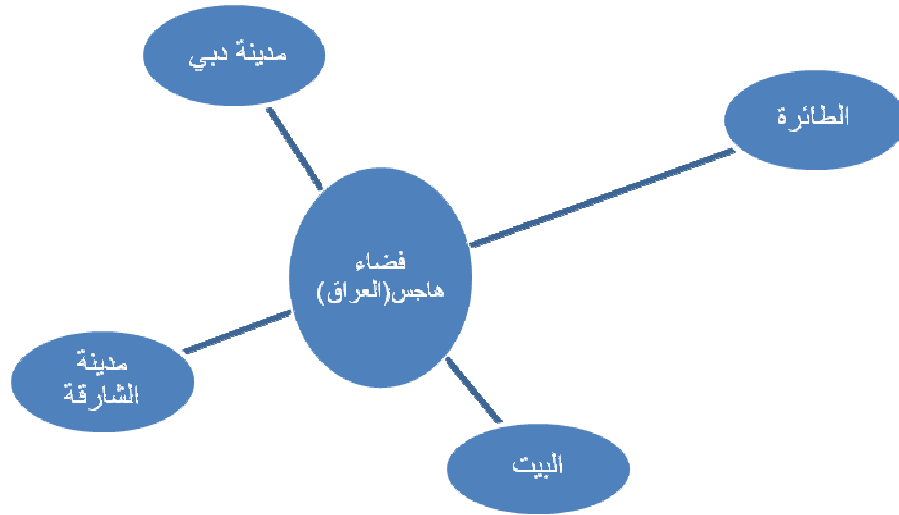 مدينة دبي
الطائرة
فضاء
هاجس(العراق)
مدينة
الشارقة
البيت